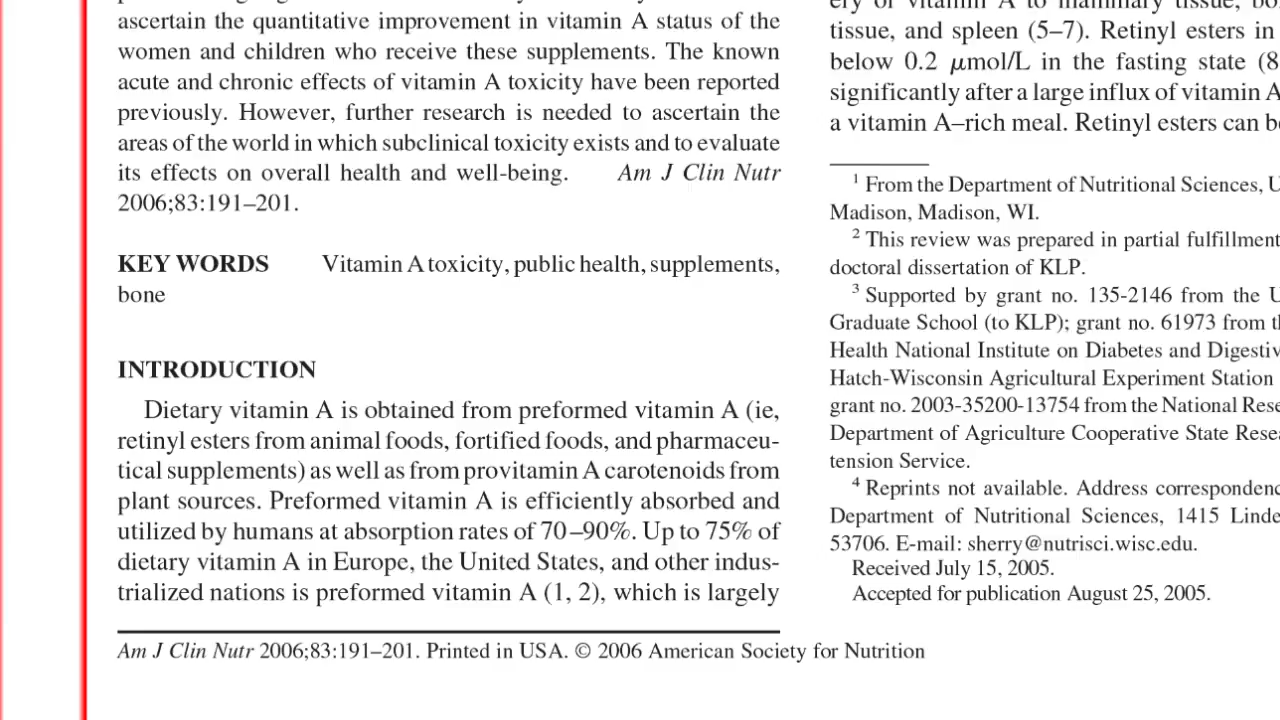 ascertain the quantitative improvement in vitamin A status of the
women and children who receive these supplements. The known
acute and chronic effects of vitamin A toxicity have been reported
previously. However, further research is needed to ascertain the
areas of the world in which subclinical toxicity exists and to evaluate
its effects on overall health and well-being. Am J Clin Nutr
2006;83:191–201.
KEY WORDS Vitamin A toxicity, public health, supplements,
bone
INTRODUCTION
Dietary vitamin A is obtained from preformed vitamin A (ie,
retinyl esters from animal foods, fortified foods, and pharmaceu-
tical supplements) as well as from provitamin A carotenoids from
plant sources. Preformed vitamin A is efficiently absorbed and
utilized by humans at absorption rates of 70–90%. Up to 75% of
dietary vitamin A in Europe, the United States, and other indus-
trialized nations is preformed vitamin A (1, 2), which is largely
ery of vitamin A to mammary tissue,
tissue, and spleen (5–7). Retinyl esters in
below 0.2 μmol/L in the fasting state (8
significantly after a large influx of vitamin A
a vitamin A–rich meal. Retinyl esters can
1 From the Department of Nutritional Sciences, U
Madison, Madison, WI.
2 This review was prepared in partial fulfillment
doctoral dissertation of KLP.
3 Supported by grant no. 135-2146 from the U
Graduate School (to KLP); grant no. 61973 from
Health National Institute on Diabetes and Digestiv
Hatch-Wisconsin Agricultural Experiment Station
grant no. 2003-35200-13754 from the National Rese
Department of Agriculture Cooperative State Resea
tension Service.
4 Reprints not available. Address correspondenc
Department of Nutritional Sciences, 1415 Linde
53706. E-mail: sherry@nutrisci.wisc.edu.
Received July 15, 2005.
Accepted for publication August 25, 2005.
Am J Clin Nutr 2006;83:191–201. Printed in USA. © 2006 American Society for Nutrition